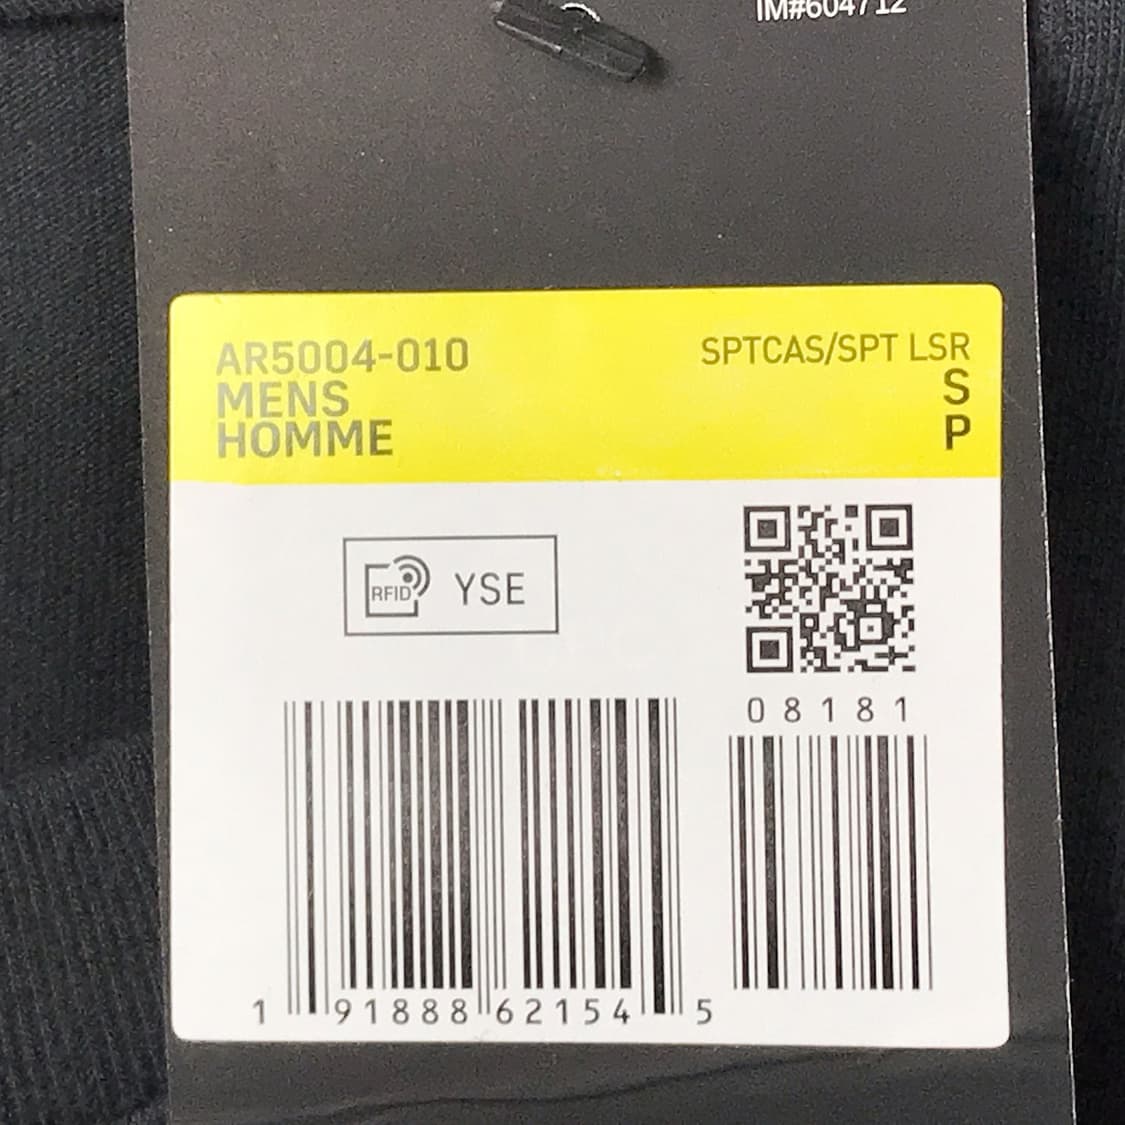 IM#604712
AR5004-010
SPTCAS/SPT LSR
MENS
S
HOMME
P
RFID YSE
08181
1 91888 62154 5